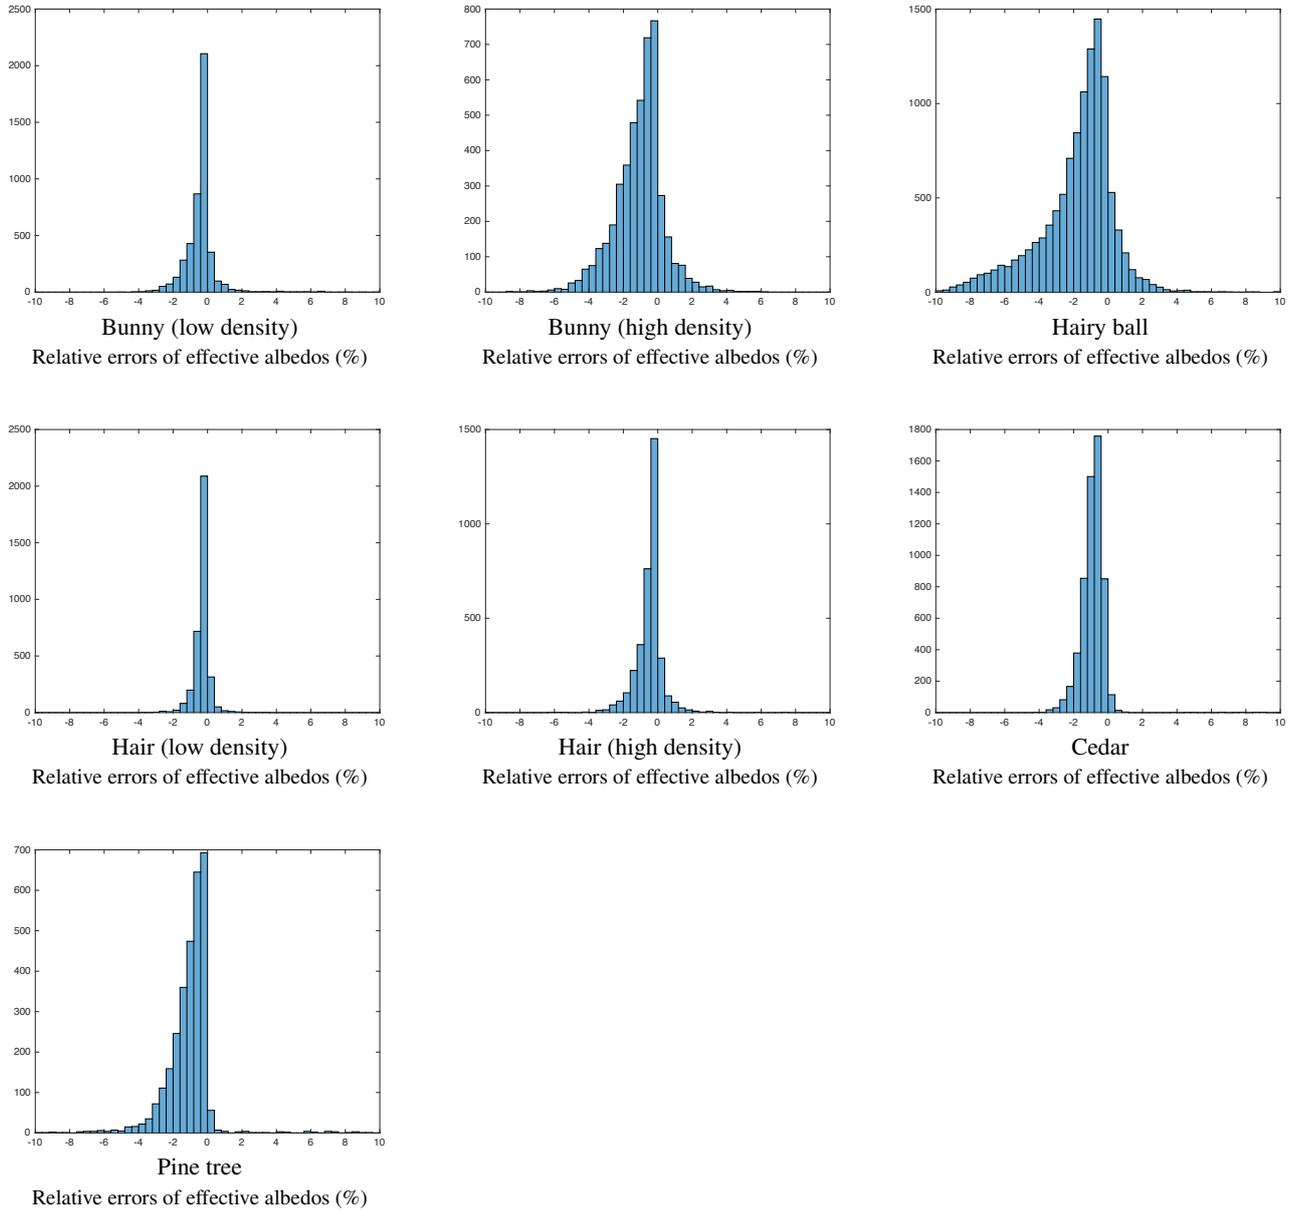 2500
2000
1500
1000
500
0
-10 -8 -6 -4 -2 0 2 4 6 8 10
Bunny (low density)
Relative errors of effective albedos (%)
800
700
600
500
400
300
200
100
0
-10 -8 -6 -4 -2 0 2 4 6 8 10
Bunny (high density)
Relative errors of effective albedos (%)
1500
1000
500
0
-10 -8 -6 -4 -2 0 2 4 6 8 10
Hairy ball
Relative errors of effective albedos (%)
2500
2000
1500
1000
500
0
-10 -8 -6 -4 -2 0 2 4 6 8 10
Hair (low density)
Relative errors of effective albedos (%)
1500
1000
500
0
-10 -8 -6 -4 -2 0 2 4 6 8 10
Hair (high density)
Relative errors of effective albedos (%)
1800
1600
1400
1200
1000
800
600
400
200
0
-10 -8 -6 -4 -2 0 2 4 6 8 10
Cedar
Relative errors of effective albedos (%)
700
600
500
400
300
200
100
0
-10 -8 -6 -4 -2 0 2 4 6 8 10
Pine tree
Relative errors of effective albedos (%)